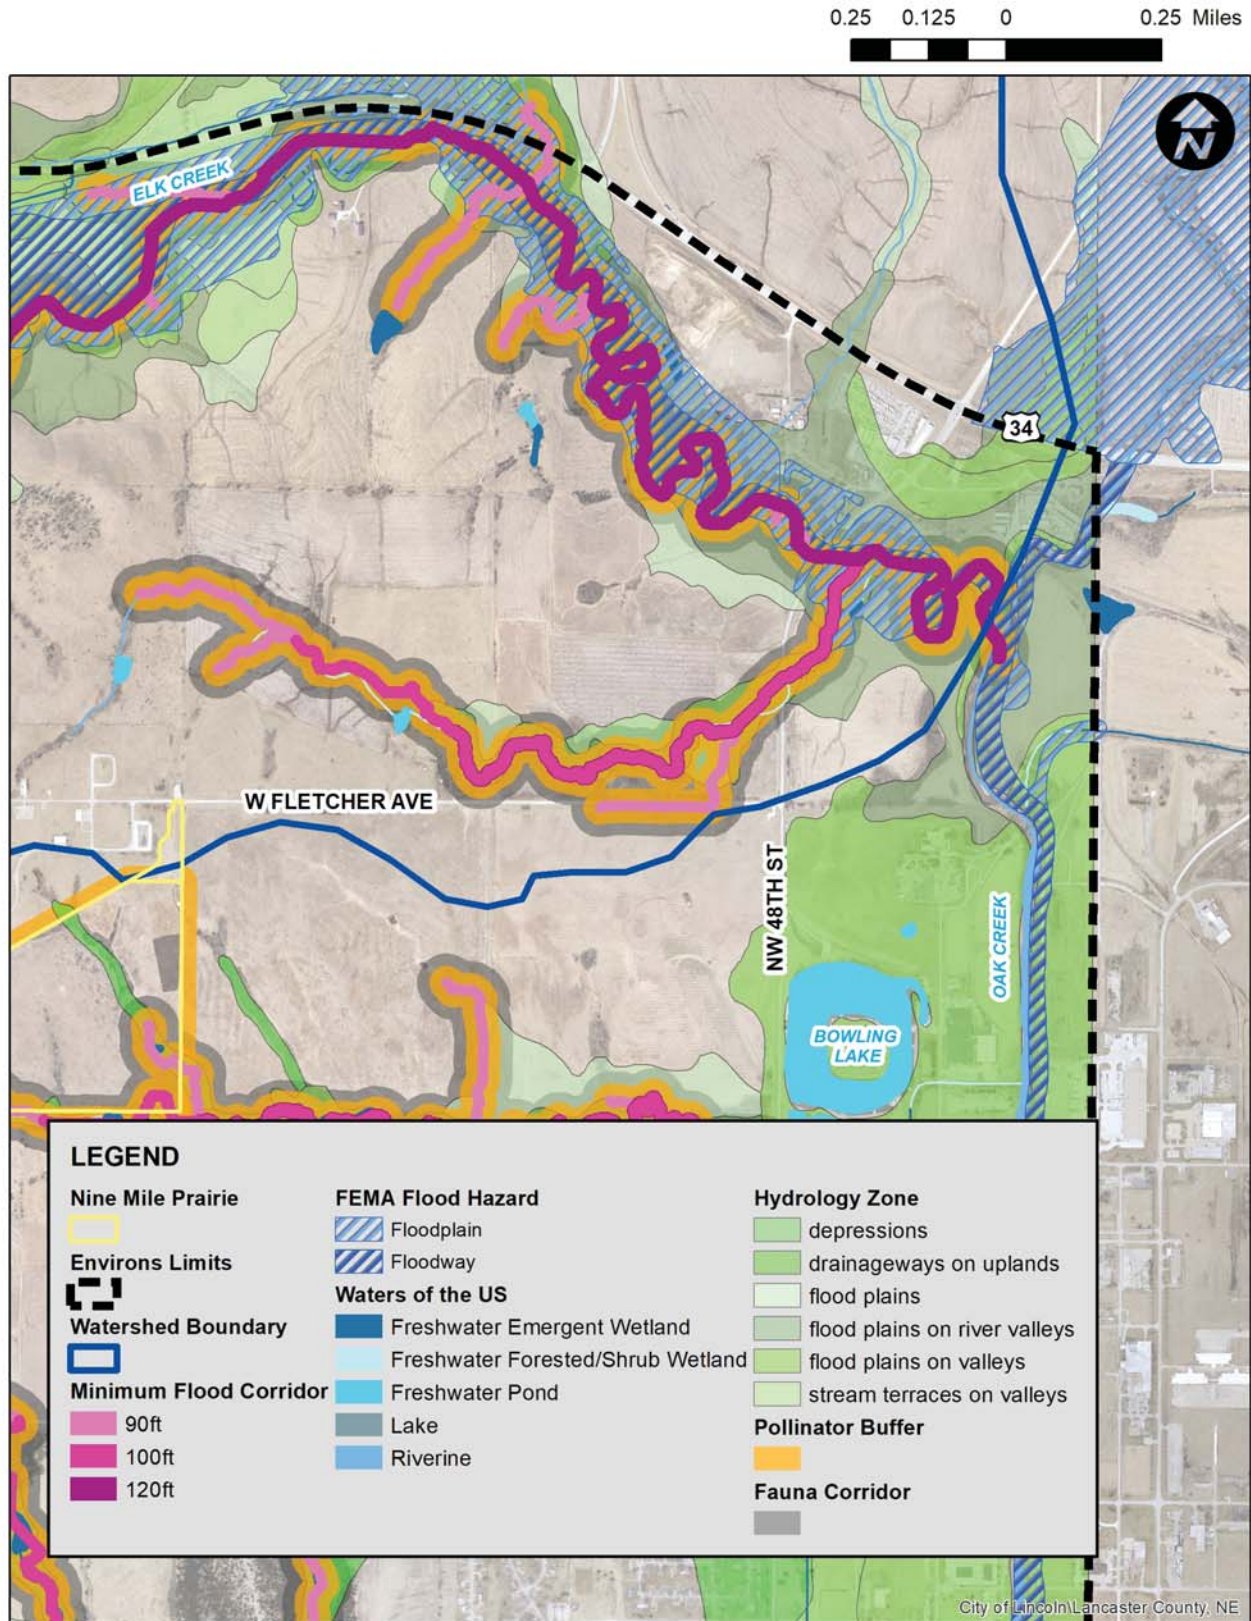 0.25 0.125 0 0.25 Miles
N
ELK CREEK
34
W FLETCHER AVE
NW 48TH ST
OAK CREEK
BOWLING
LAKE
LEGEND
Nine Mile Prairie
Environs Limits
Watershed Boundary
Minimum Flood Corridor
90ft
100ft
120ft
FEMA Flood Hazard
Floodplain
Floodway
Waters of the US
Freshwater Emergent Wetland
Freshwater Forested/Shrub Wetland
Freshwater Pond
Lake
Riverine
Hydrology Zone
depressions
drainageways on uplands
flood plains
flood plains on river valleys
flood plains on valleys
stream terraces on valleys
Pollinator Buffer
Fauna Corridor
City of Lincoln\Lancaster County, NE